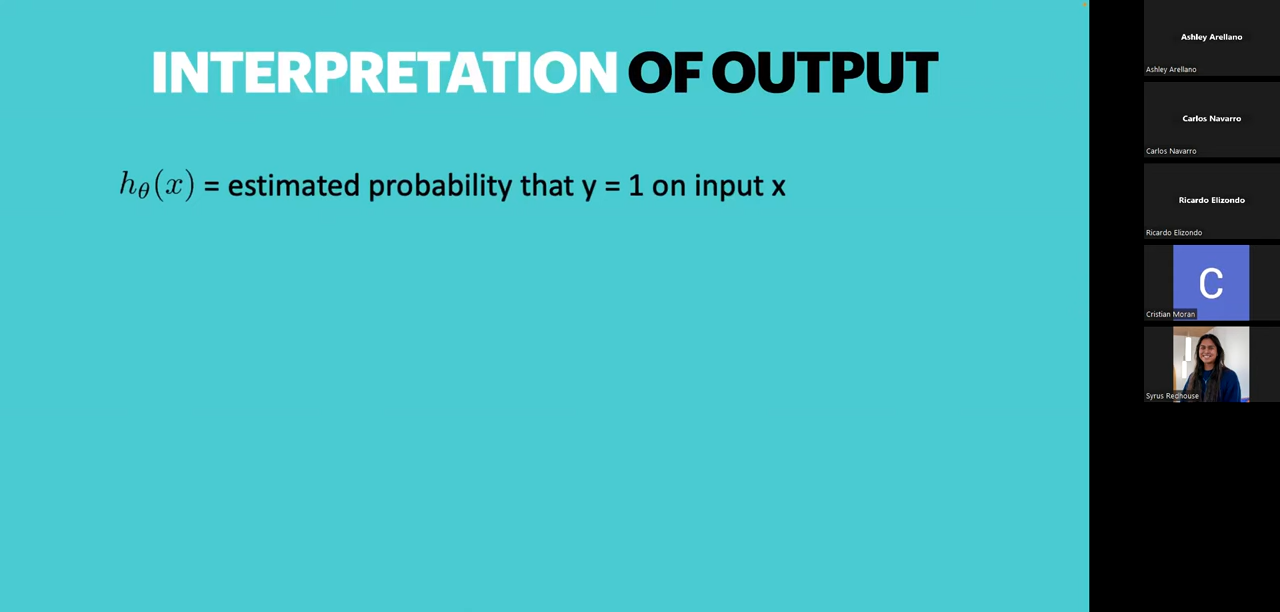 INTERPRETATION OF OUTPUT
hθ(x) = estimated probability that y = 1 on input x
Ashley Arellano
Ashley Arellano
Carlos Navarro
Carlos Navarro
Ricardo Elizondo
Ricardo Elizondo
C
Cristian Moran
Syrus Redhouse